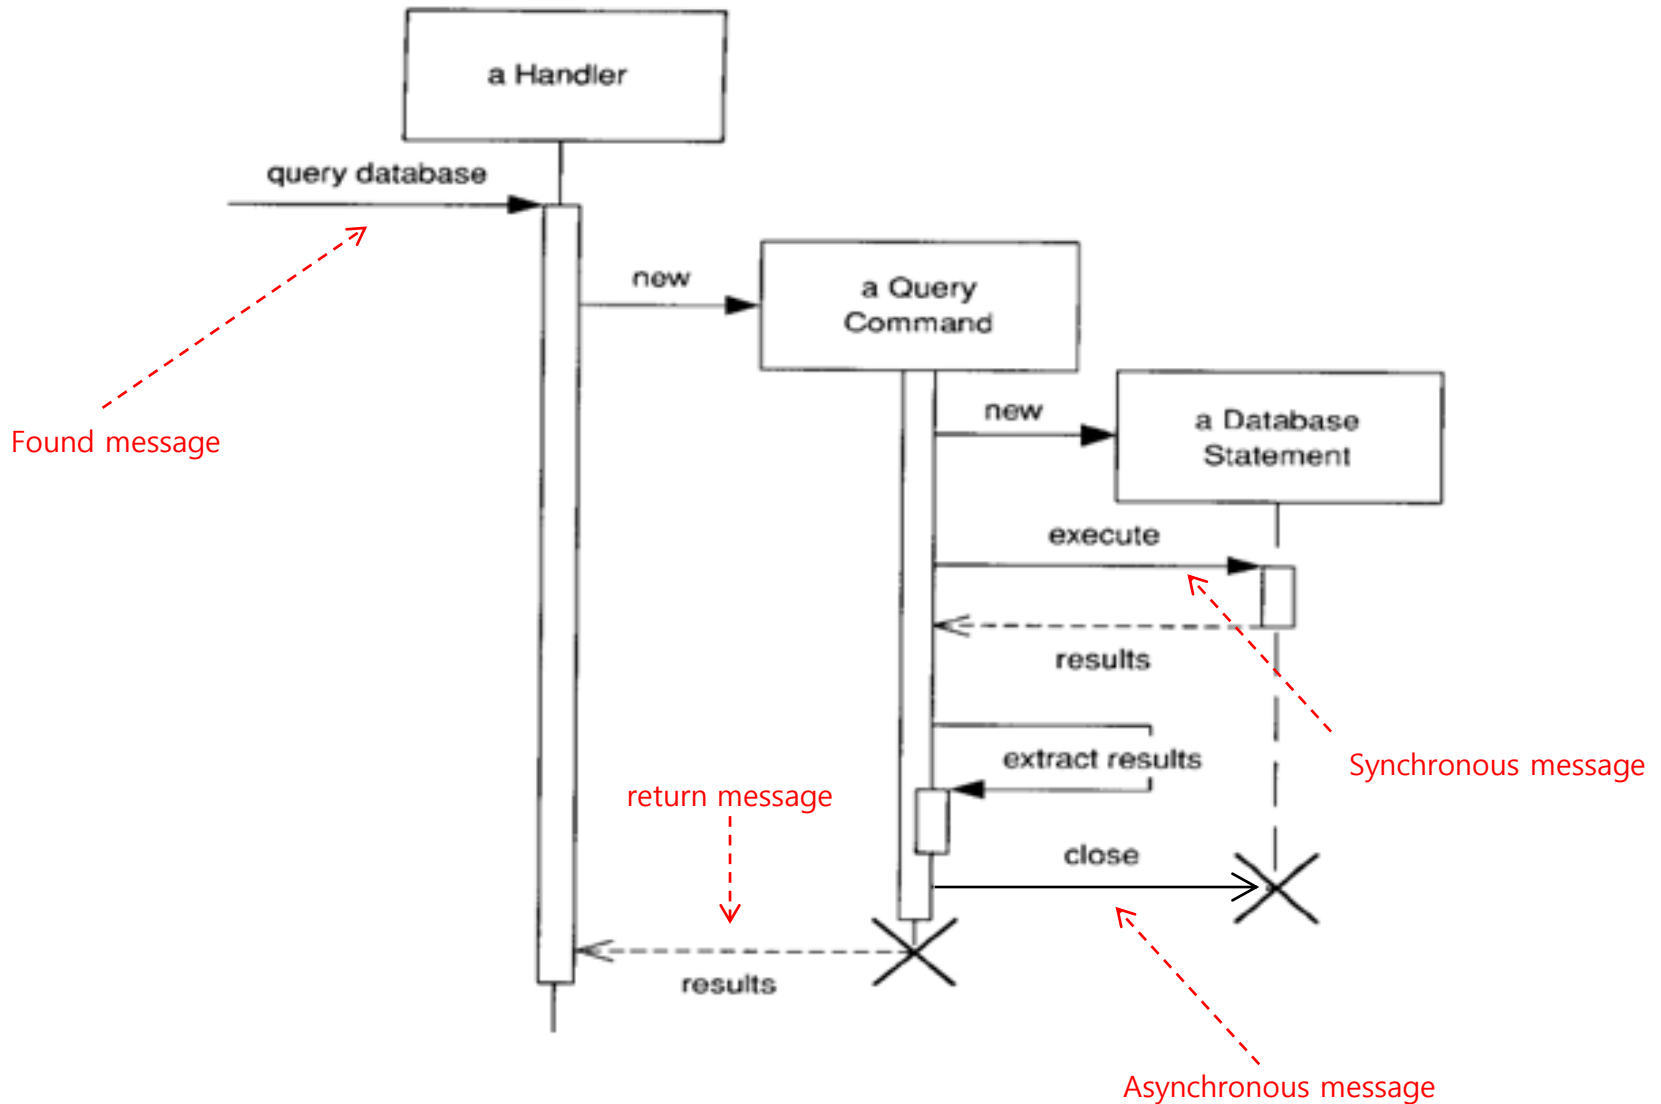 a Handler
query database
new
a Query
Command
new
a Database
Statement
Found message
execute
results
extract results
Synchronous message
return message
close
results
Asynchronous message